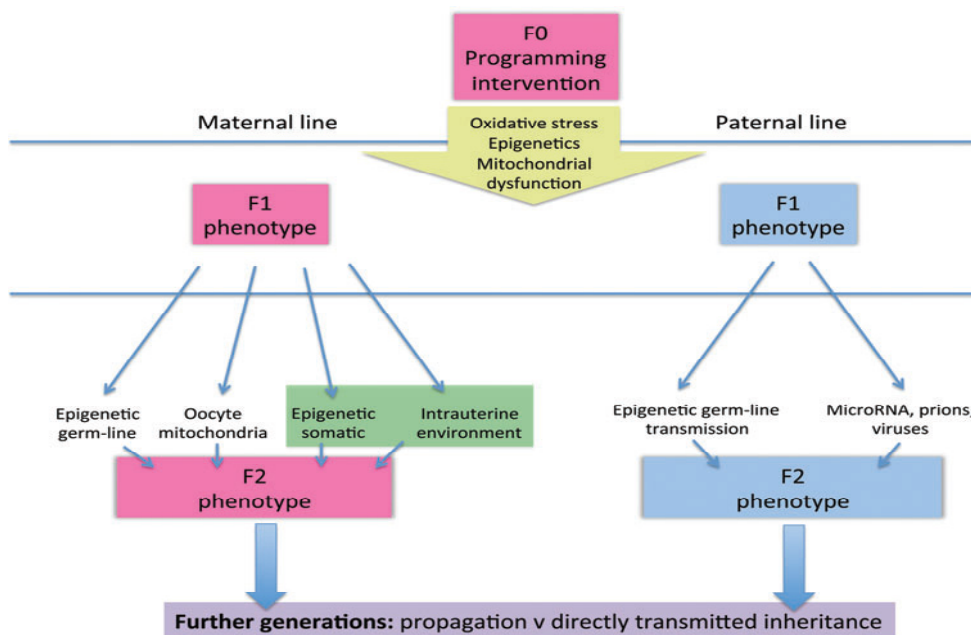 F0
Programming
intervention
Maternal line
Paternal line
Oxidative stress
Epigenetics
Mitochondrial
dysfunction
F1
phenotype
F1
phenotype
Epigenetic
germ-line
Oocyte
mitochondria
Epigenetic
somatic
Intrauterine
environment
Epigenetic germ-line
transmission
MicroRNA, prions,
viruses
F2
phenotype
F2
phenotype
Further generations: propagation v directly transmitted inheritance